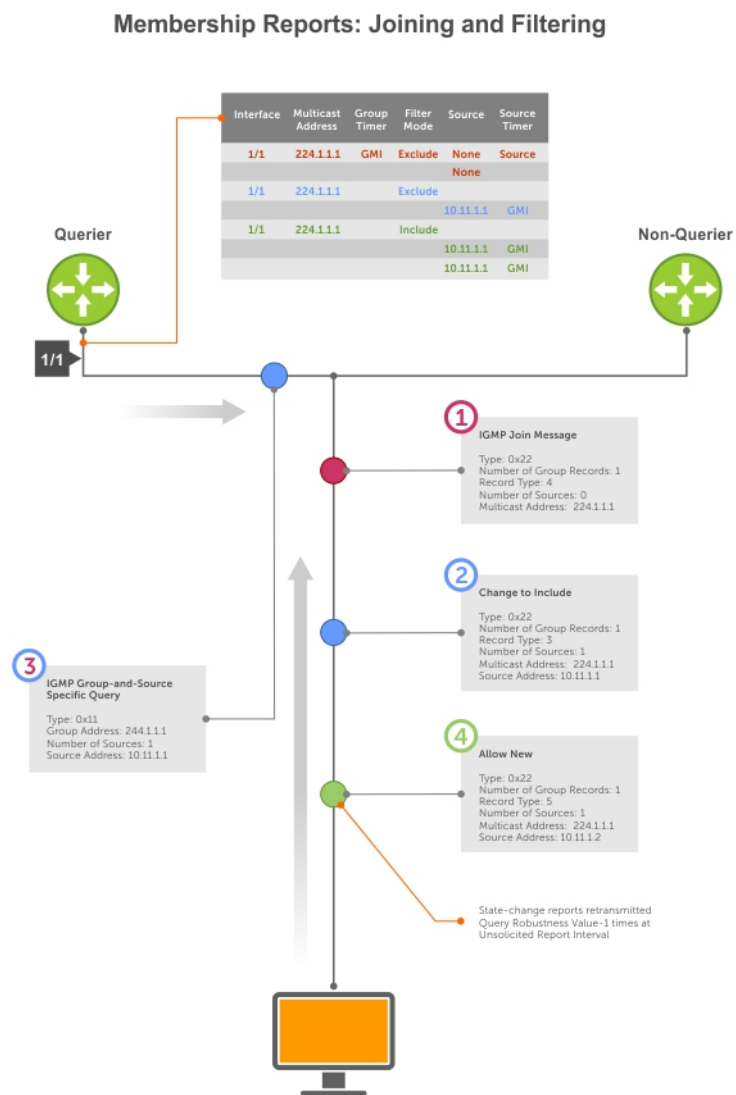 Membership Reports: Joining and Filtering
Interface Multicast Address Group Timer Filter Mode Source Source Timer
1/1 224.1.1.1 GMI Exclude None Source
None
1/1 224.1.1.1 Exclude
10.11.1.1 GMI
1/1 224.1.1.1 Include
10.11.1.1 GMI
10.11.1.1 GMI
Querier
Non-Querier
1/1
1
IGMP Join Message
Type: 0x22
Number of Group Records: 1
Record Type: 4
Number of Sources: 0
Multicast Address: 224.1.1.1
2
Change to Include
Type: 0x22
Number of Group Records: 1
Record Type: 3
Number of Sources: 1
Multicast Address: 224.1.1.1
Source Address: 10.11.1.1
3
IGMP Group-and-Source
Specific Query
Type: 0x11
Group Address: 244.1.1.1
Number of Sources: 1
Source Address: 10.11.1.1
4
Allow New
Type: 0x22
Number of Group Records: 1
Record Type: 5
Number of Sources: 1
Multicast Address: 224.1.1.1
Source Address: 10.11.1.2
State-change reports retransmitted
Query Robustness Value-1 times at
Unsolicited Report Interval